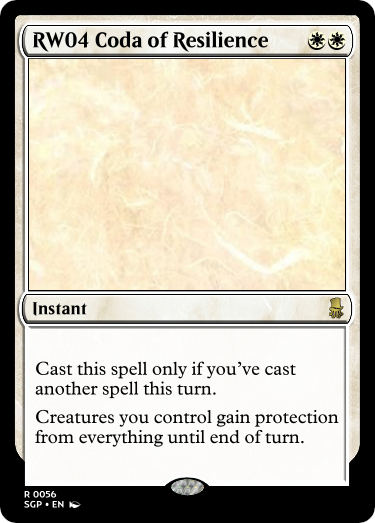 RW04 Coda of Resilience
Instant
Cast this spell only if you've cast
another spell this turn.
Creatures you control gain protection
from everything until end of turn.
R 0056
SGP • EN